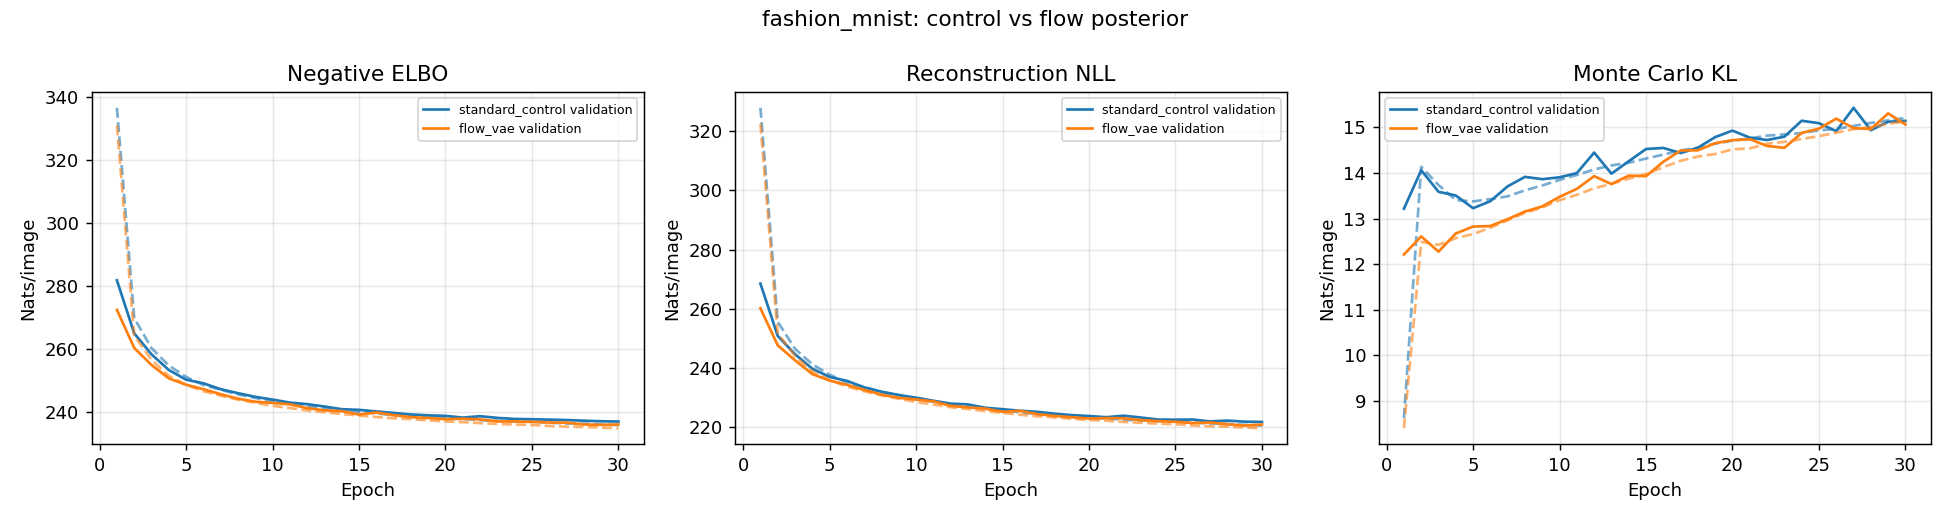 fashion_mnist: control vs flow posterior
Negative ELBO
340
320
300
280
260
240
0
5
10
15
20
25
30
Nats/image
Epoch
standard_control validation
flow_vae validation
Reconstruction NLL
320
300
280
260
240
220
0
5
10
15
20
25
30
Nats/image
Epoch
standard_control validation
flow_vae validation
Monte Carlo KL
15
14
13
12
11
10
9
0
5
10
15
20
25
30
Nats/image
Epoch
standard_control validation
flow_vae validation